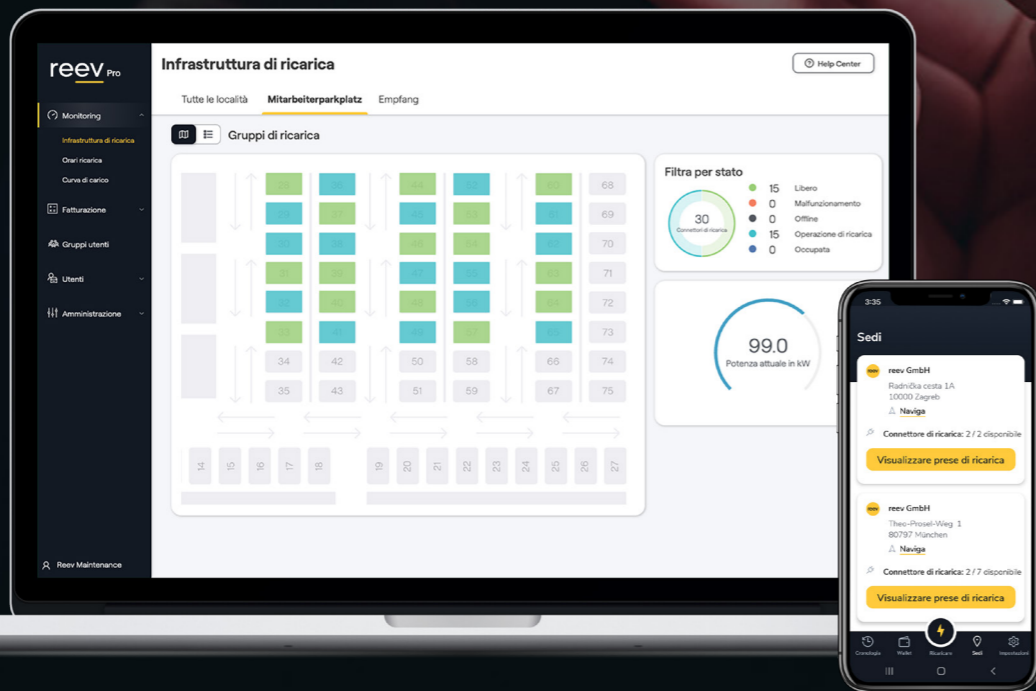 reev Pro
Monitoring
Infrastruttura di ricarica
Orari ricarica
Curva di carico
Fatturazione
Gruppi utenti
Utenti
Amministrazione
Reev Maintenance
Infrastruttura di ricarica
Help Center
Tutte le località Mitarbeiterparkplatz Empfang
Gruppi di ricarica
68
69
70
71
72
73
34 42 50 58 66 74
35 43 51 59 67 75
14 15 16 17 18 19 20 21 22 23 24 25 26 27
Filtra per stato
30
Connettori di ricarica
15 Libero
0 Malfunzionamento
0 Offline
15 Operazione di ricarica
0 Occupata
99.0
Potenza attuale in kW
3:35
Sedi
reev
reev GmbH
Radnička cesta 1A
10000 Zagreb
Naviga
Connettore di ricarica: 2 / 2 disponibile
Visualizzare prese di ricarica
reev
reev GmbH
Theo-Prosel-Weg 1
80797 München
Naviga
Connettore di ricarica: 2 / 7 disponibile
Visualizzare prese di ricarica
Cronologia Wallet Ricaricare Sedi Impostazioni